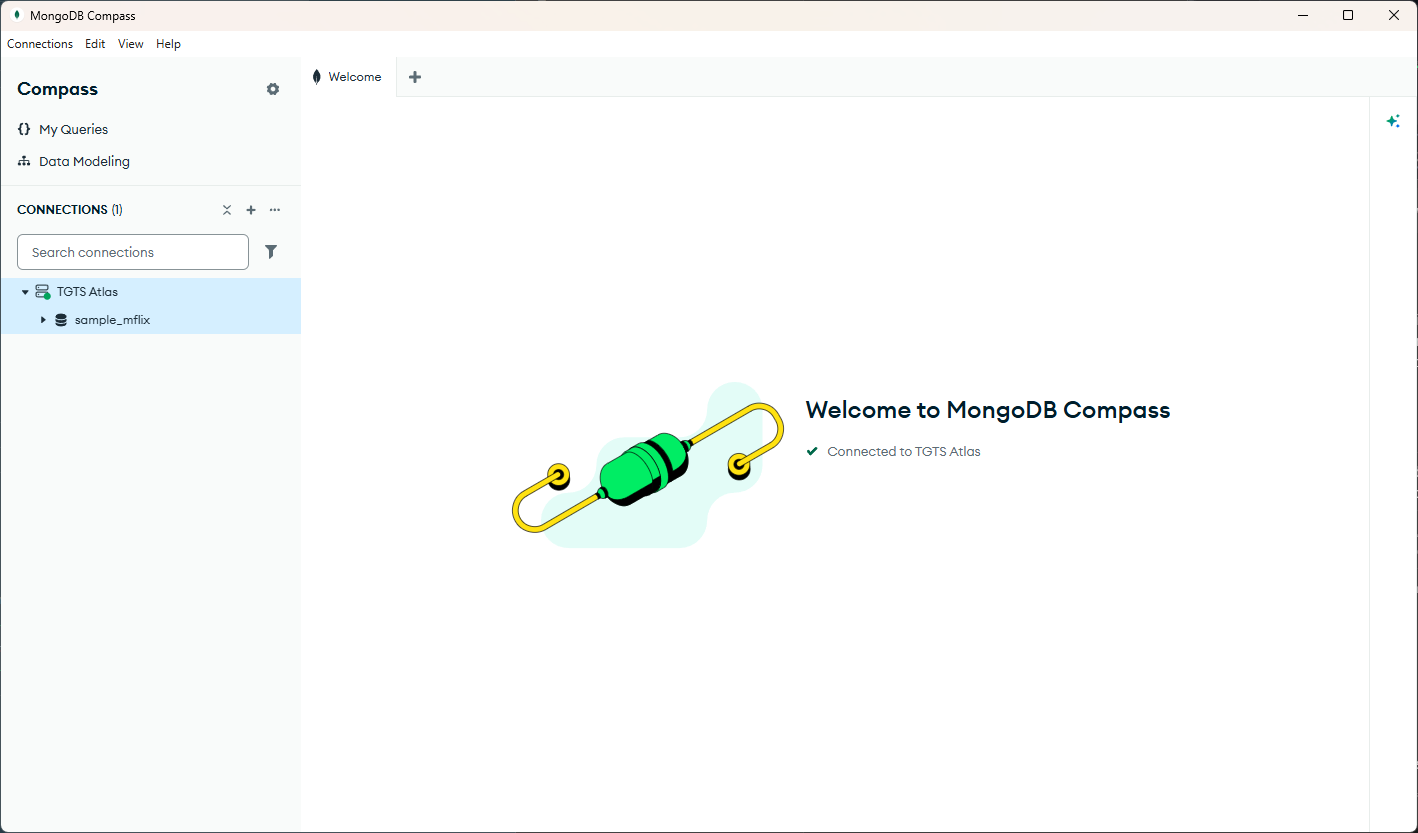 MongoDB Compass
Connections Edit View Help
Compass
My Queries
Data Modeling
CONNECTIONS (1)
Search connections
TGTS Atlas
sample_mflix
Welcome
Welcome to MongoDB Compass
Connected to TGTS Atlas